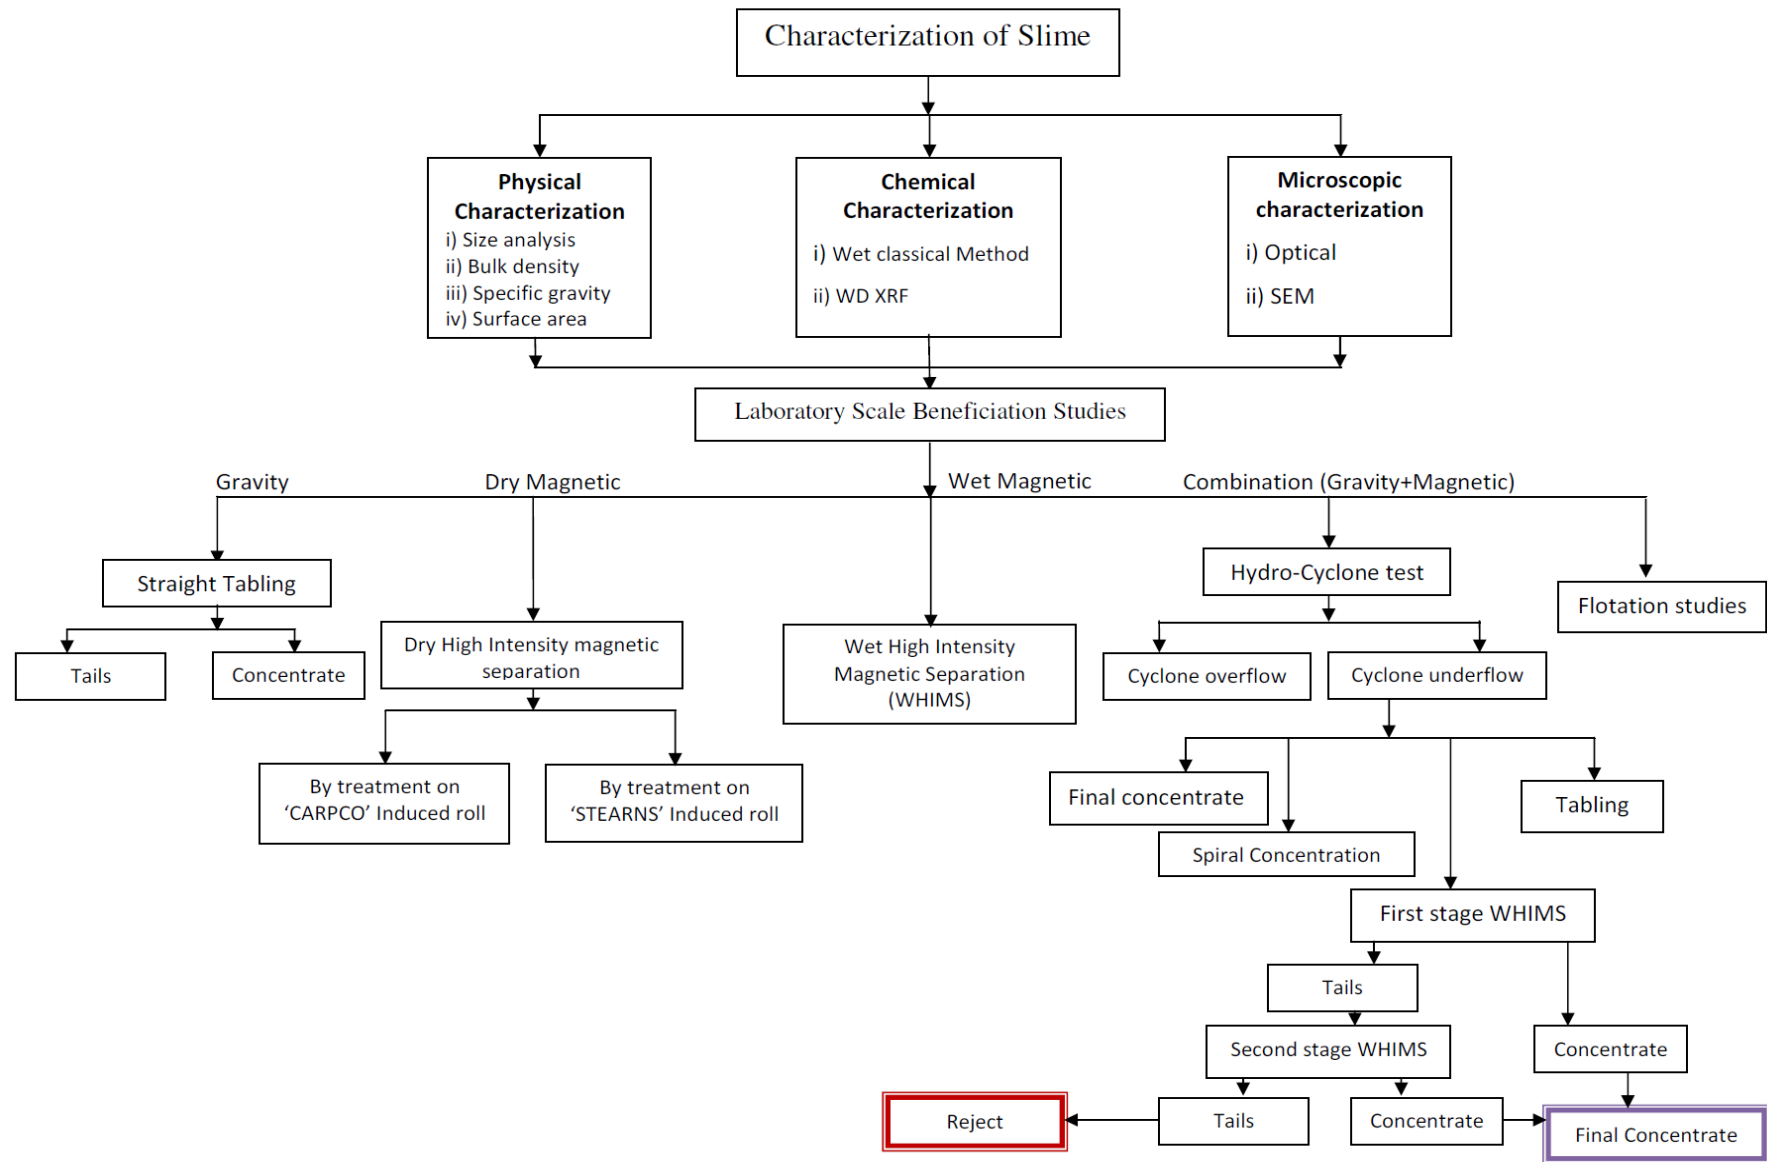 Characterization of Slime
Physical
Characterization
i) Size analysis
ii) Bulk density
iii) Specific gravity
iv) Surface area
Chemical
Characterization
i) Wet classical Method
ii) WD XRF
Microscopic
characterization
i) Optical
ii) SEM
Laboratory Scale Beneficiation Studies
Gravity
Dry Magnetic
Wet Magnetic
Combination (Gravity+Magnetic)
Straight Tabling
Tails
Concentrate
Dry High Intensity magnetic
separation
By treatment on
‘CARPCO’ Induced roll
By treatment on
‘STEARNS’ Induced roll
Wet High Intensity
Magnetic Separation
(WHIMS)
Hydro-Cyclone test
Flotation studies
Cyclone overflow
Cyclone underflow
Final concentrate
Tabling
Spiral Concentration
First stage WHIMS
Tails
Second stage WHIMS
Concentrate
Reject
Tails
Concentrate
Final Concentrate